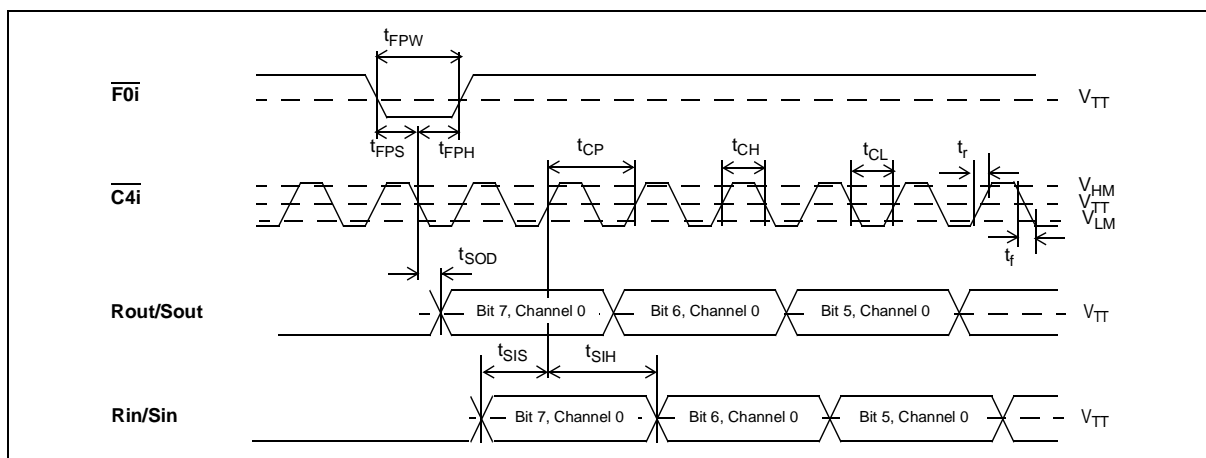 tFPW
F0i
VTT
tFPS
tFPH
tCP
tCH
tCL
tr
C4i
VHM
VTT
VLM
tf
tSOD
Rout/Sout
Bit 7, Channel 0
Bit 6, Channel 0
Bit 5, Channel 0
VTT
tSIS
tSIH
Rin/Sin
Bit 7, Channel 0
Bit 6, Channel 0
Bit 5, Channel 0
VTT